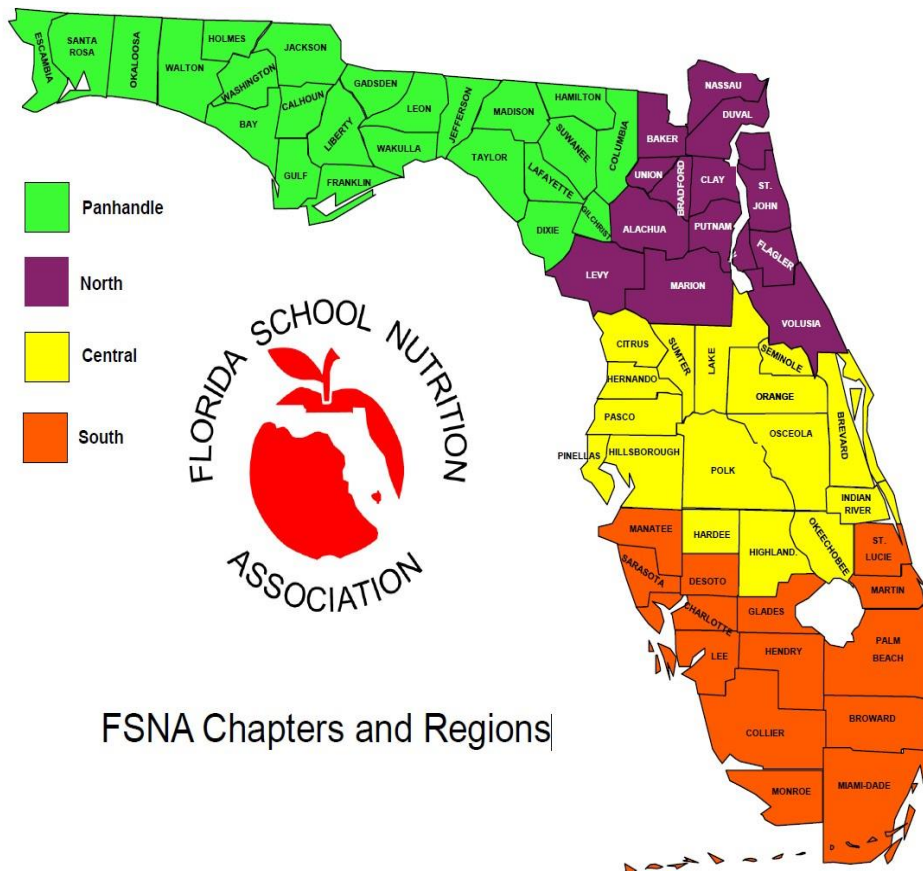 ESCAMBIA
SANTA
ROSA
OKALOOSA
WALTON
HOLMES
WASHINGTON
JACKSON
BAY
CALHOUN
GULF
LIBERTY
FRANKLIN
GADSDEN
LEON
WAKULLA
JEFFERSON
MADISON
TAYLOR
HAMILTON
SUWANEE
LAFAYETTE
DIXIE
GILCHRIST
COLUMBIA
NASSAU
DUVAL
BAKER
UNION
BRADFORD
CLAY
ST.
JOHN
ALACHUA
PUTNAM
FLAGLER
LEVY
MARION
VOLUSIA
Panhandle
North
Central
South
FLORIDA SCHOOL NUTRITION
ASSOCIATION
CITRUS
SUMTER
LAKE
SEMINOLE
HERNANDO
ORANGE
PASCO
BREVARD
OSCEOLA
PINELLAS
HILLSBOROUGH
POLK
INDIAN
RIVER
MANATEE
HARDEE
HIGHLAND.
OKEECHOBEE
ST.
LUCIE
SARASOTA
DESOTO
MARTIN
CHARLOTTE
GLADES
LEE
HENDRY
PALM
BEACH
COLLIER
BROWARD
MONROE
MIAMI-DADE
FSNA Chapters and Regions